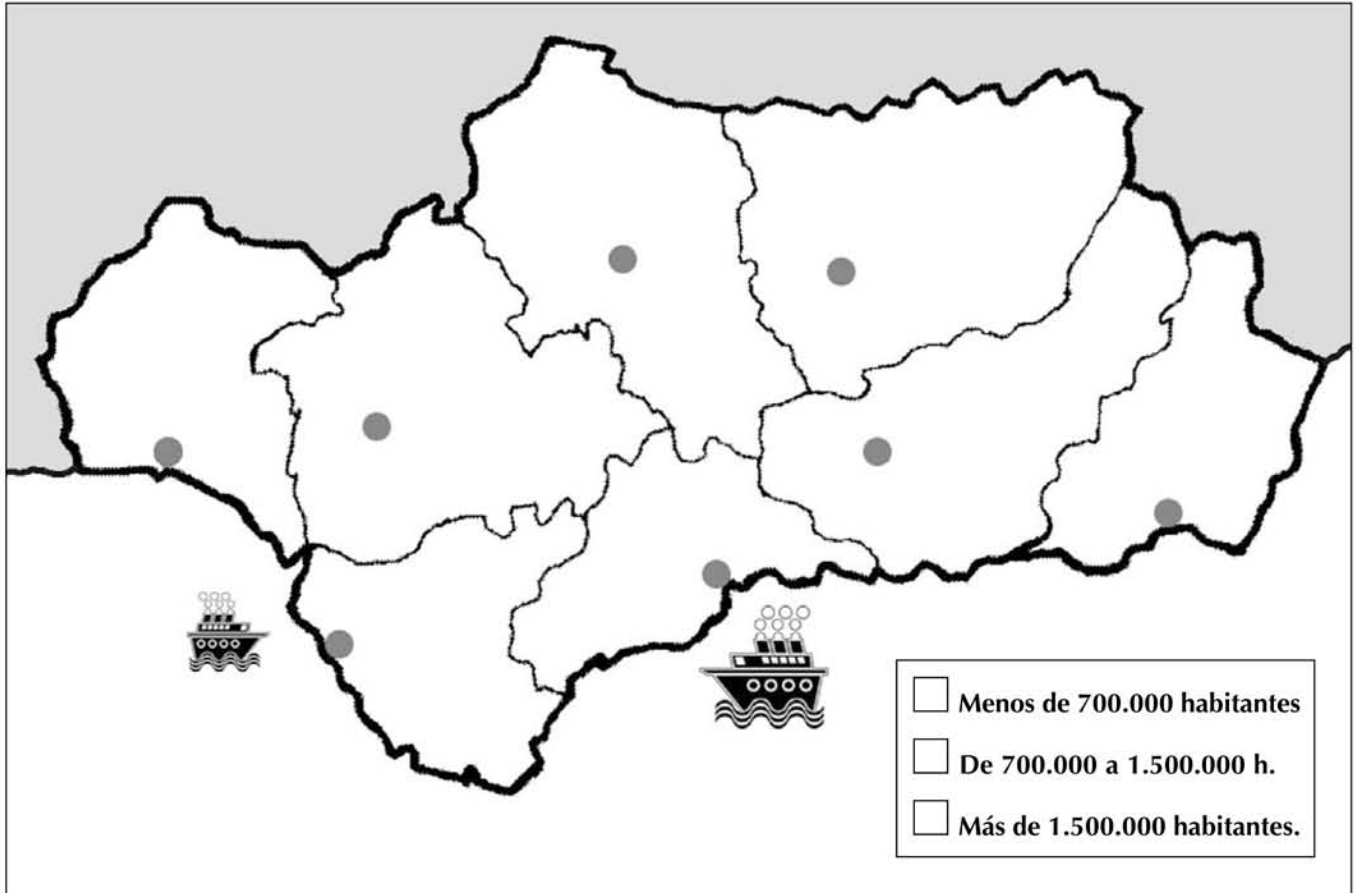 Menos de 700.000 habitantes
De 700.000 a 1.500.000 h.
Más de 1.500.000 habitantes.